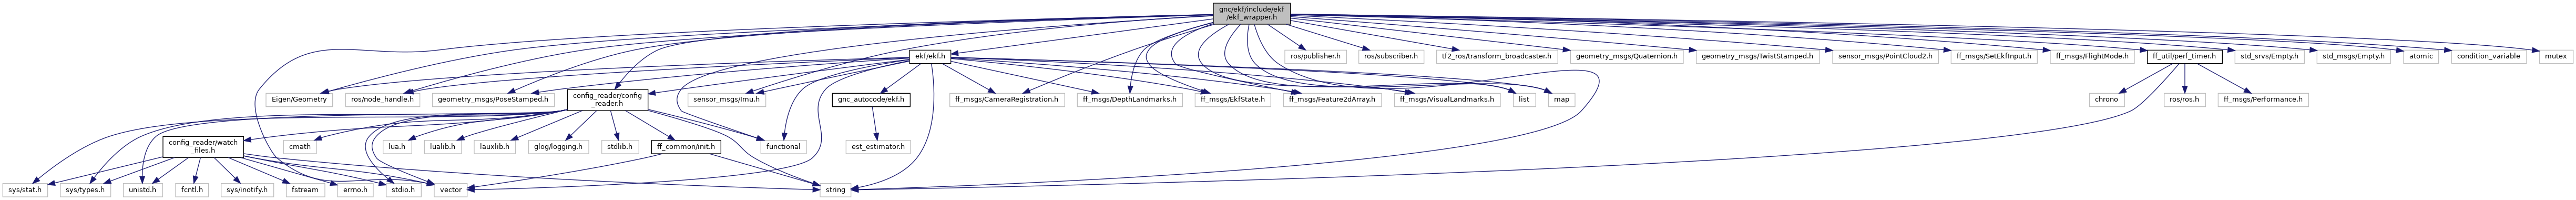 gnc/ekf/include/ekf
/ekf_wrapper.h
ekf/ekf.h
ros/publisher.h
ros/subscriber.h
tf2_ros/transform_broadcaster.h
geometry_msgs/Quaternion.h
geometry_msgs/TwistStamped.h
sensor_msgs/PointCloud2.h
ff_msgs/SetEkfInput.h
ff_msgs/FlightMode.h
ff_util/perf_timer.h
std_srvs/Empty.h
std_msgs/Empty.h
atomic
condition_variable
mutex
Eigen/Geometry
ros/node_handle.h
geometry_msgs/PoseStamped.h
config_reader/config
_reader.h
sensor_msgs/Imu.h
gnc_autocode/ekf.h
ff_msgs/CameraRegistration.h
ff_msgs/DepthLandmarks.h
ff_msgs/EkfState.h
ff_msgs/Feature2dArray.h
ff_msgs/VisualLandmarks.h
list
map
chrono
ros/ros.h
ff_msgs/Performance.h
config_reader/watch
_files.h
cmath
lua.h
lualib.h
lauxlib.h
glog/logging.h
stdlib.h
ff_common/init.h
functional
est_estimator.h
sys/stat.h
sys/types.h
unistd.h
fcntl.h
sys/inotify.h
fstream
errno.h
stdio.h
vector
string